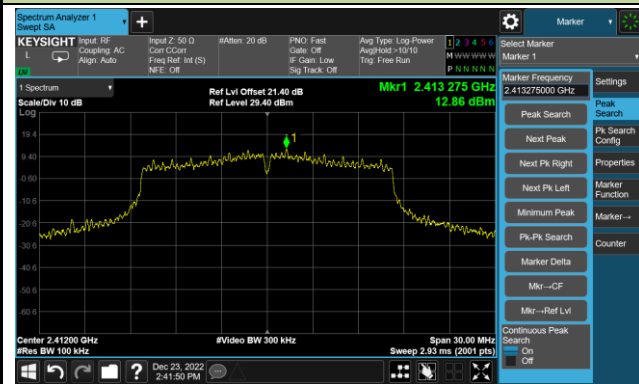 Spectrum Analyzer 1
Swept SA
Marker
KEYSIGHT
Input: RF
Coupling: AC
Align: Auto
Input Z: 50 Ω
Corr CCorr
Freq Ref: Int (S)
NFE: Off
#Atten: 20 dB
PNO: Fast
Gate: Off
IF Gain: Low
Sig Track: Off
Avg Type: Log-Power
Avg|Hold:>10/10
Trig: Free Run
1 2 3 4 5 6
M W W W W W
P N N N N N
L
Select Marker
Marker 1
1 Spectrum
Scale/Div 10 dB
Ref Lvl Offset 21.40 dB
Ref Level 29.40 dBm
Mkr1 2.413 275 GHz
12.86 dBm
Log
19.4
9.40
-10.6
-20.6
-30.6
-50.6
-60.6
1
Center 2.41200 GHz
#Res BW 100 kHz
#Video BW 300 kHz
Span 30.00 MHz
Sweep 2.93 ms (2001 pts)
Marker Frequency
2.413275000 GHz
Peak Search
Next Peak
Next Pk Right
Next Pk Left
Minimum Peak
Pk-Pk Search
Marker Delta
Mkr→CF
Mkr→Ref Lvl
Continuous Peak
Search
On
Off
Settings
Peak
Search
Pk Search
Config
Properties
Marker
Function
Marker→
Counter
Dec 23, 2022
2:41:50 PM